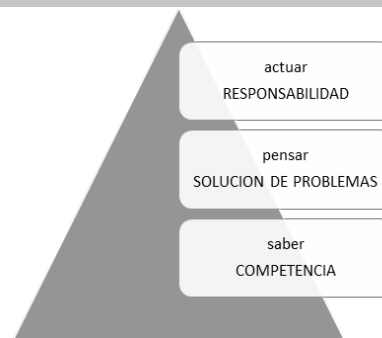 actuar
RESPONSABILIDAD
pensar
SOLUCION DE PROBLEMAS
saber
COMPETENCIA